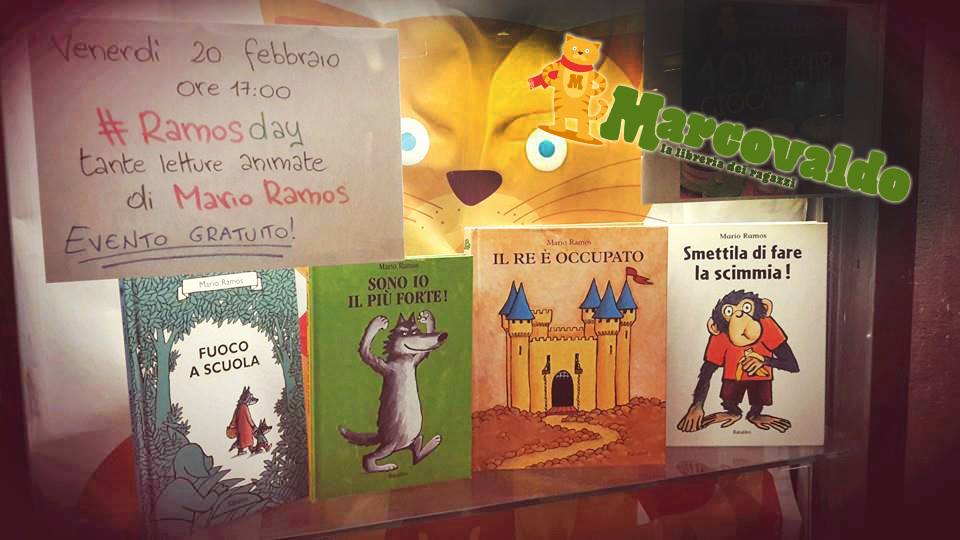 Venerdì 20 febbraio
ore 17:00
# Ramos day
tante letture animate
di Mario Ramos
EVENTO GRATUITO!
Marcovaldo
la libreria dei ragazzi
M
Mario Ramos
FUOCO
A SCUOLA
Mario Ramos
SONO IO
IL PIÙ FORTE!
Babalibri
Mario Ramos
IL RE È OCCUPATO
Babalibri
Mario Ramos
Smettila di fare
la scimmia!
Babalibri